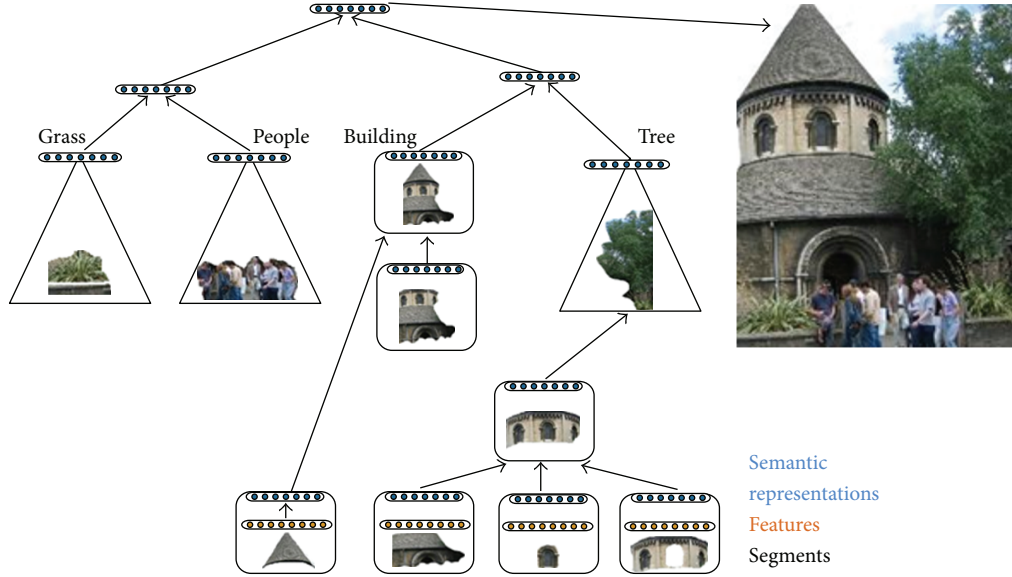 Grass
People
Building
Tree
Semantic
representations
Features
Segments